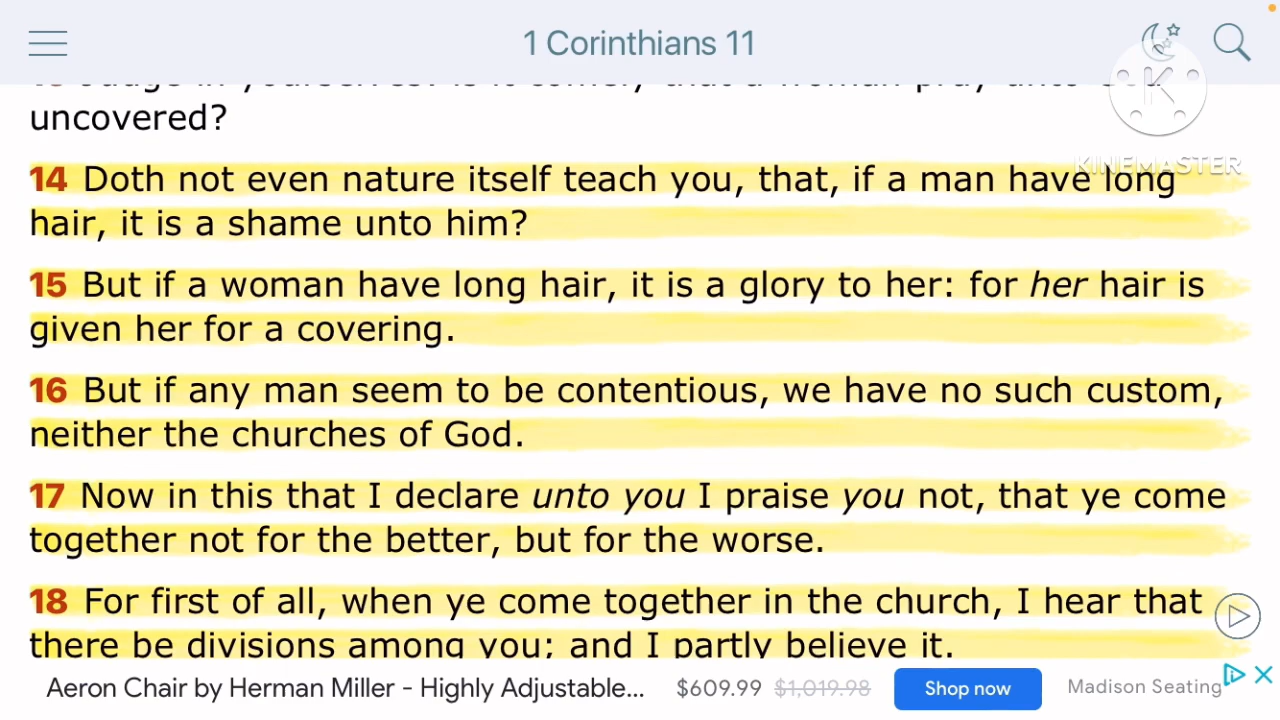 1 Corinthians 11
uncovered?
14 Doth not even nature itself teach you, that, if a man have long
hair, it is a shame unto him?
15 But if a woman have long hair, it is a glory to her: for her hair is
given her for a covering.
16 But if any man seem to be contentious, we have no such custom,
neither the churches of God.
17 Now in this that I declare unto you I praise you not, that ye come
together not for the better, but for the worse.
18 For first of all, when ye come together in the church, I hear that
there be divisions among you; and I partly believe it.
Aeron Chair by Herman Miller - Highly Adjustable... $609.99 $1,019.98 Shop now Madison Seating
K
KINEMASTER